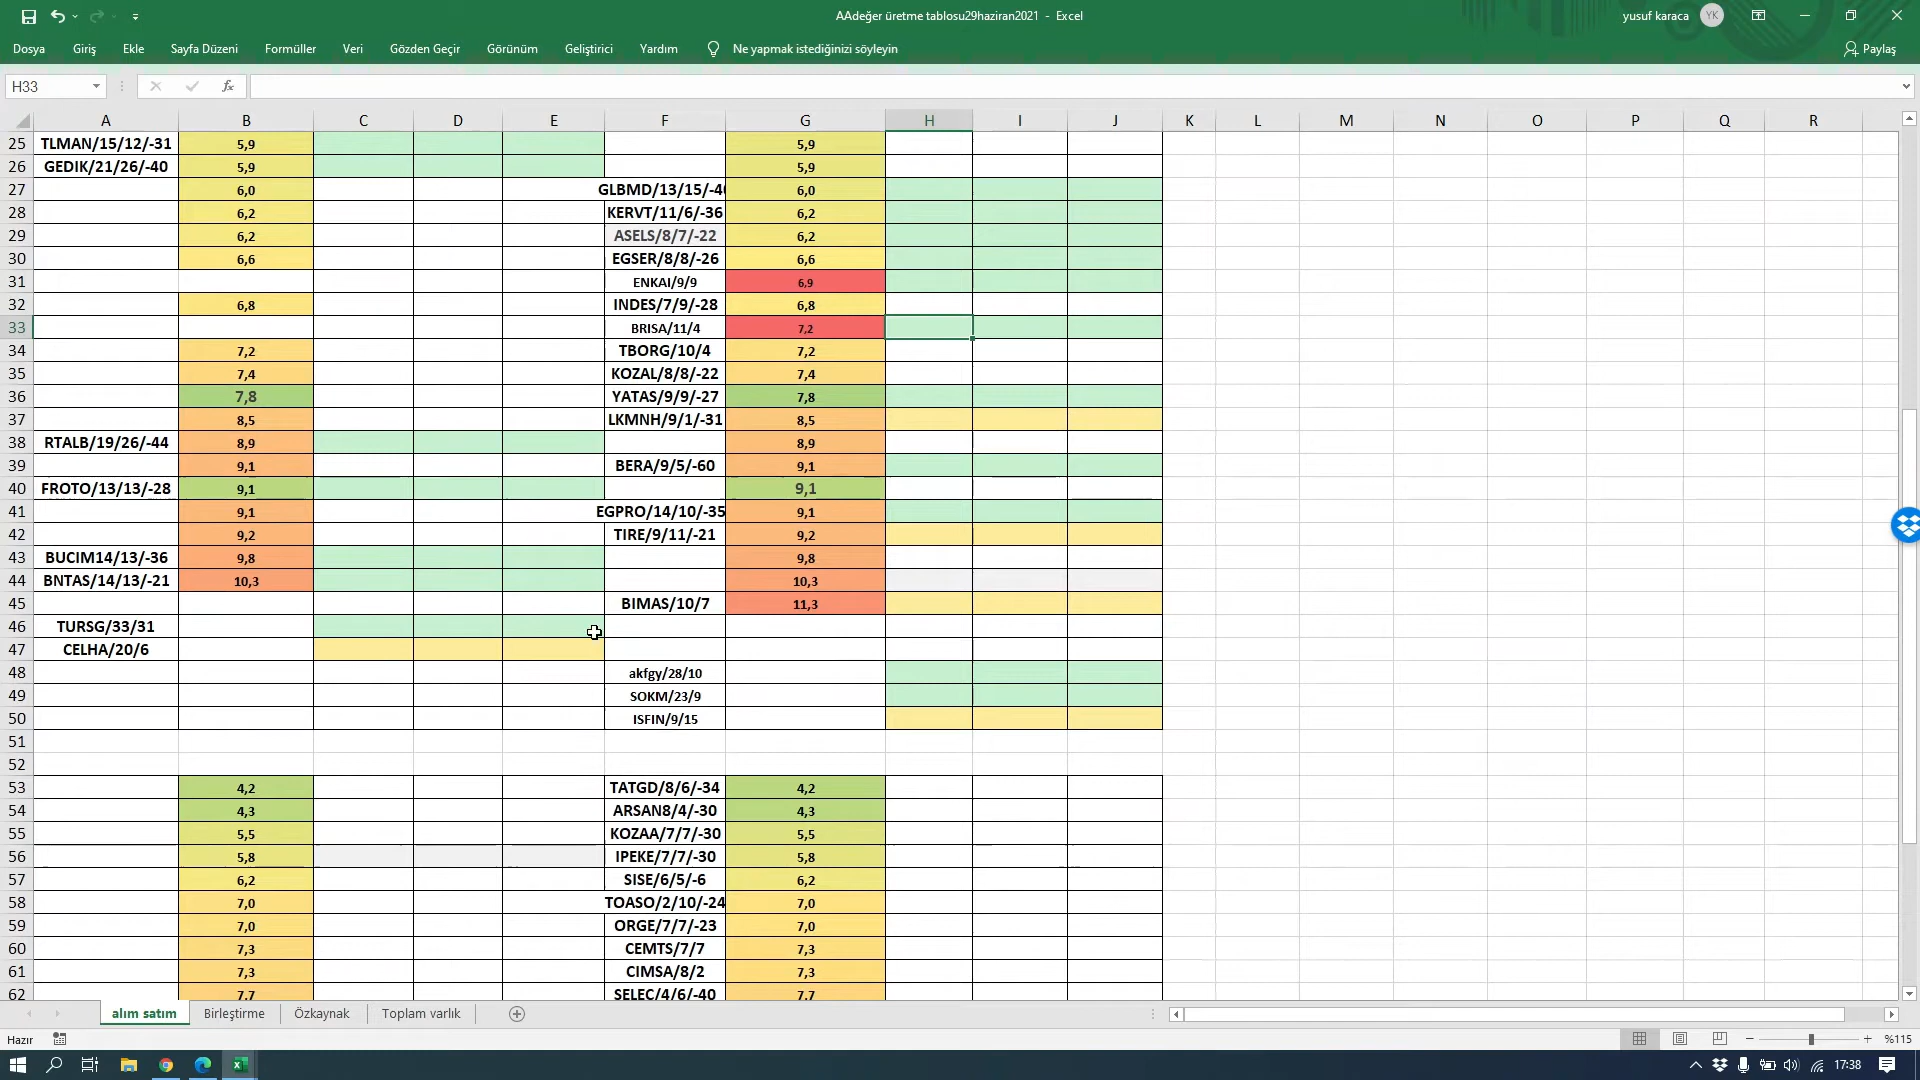 AAdeğer üretme tablosu29haziran2021 - Excel
yusuf karaca YK
Dosya Giriş Ekle Sayfa Düzeni Formüller Veri Gözden Geçir Görünüm Geliştirici Yardım Ne yapmak istediğinizi söyleyin Paylaş
H33 fx
A B C D E F G H I J K L M N O P Q R
25 TLMAN/15/12/-31 5,9 5,9
26 GEDIK/21/26/-40 5,9 5,9
27 6,0 GLBMD/13/15/-4 6,0
28 6,2 KERVT/11/6/-36 6,2
29 6,2 ASELS/8/7/-22 6,2
30 6,6 EGSER/8/8/-26 6,6
31 ENKAI/9/9 6,9
32 6,8 INDES/7/9/-28 6,8
33 BRISA/11/4 7,2
34 7,2 TBORG/10/4 7,2
35 7,4 KOZAL/8/8/-22 7,4
36 7,8 YATAS/9/9/-27 7,8
37 8,5 LKMNH/9/1/-31 8,5
38 RTALB/19/26/-44 8,9 8,9
39 9,1 BERA/9/5/-60 9,1
40 FROTO/13/13/-28 9,1 9,1
41 9,1 EGPRO/14/10/-35 9,1
42 9,2 TIRE/9/11/-21 9,2
43 BUCIM14/13/-36 9,8 9,8
44 BNTAS/14/13/-21 10,3 10,3
45 BIMAS/10/7 11,3
46 TURSG/33/31
47 CELHA/20/6
48 akfgy/28/10
49 SOKM/23/9
50 ISFIN/9/15
51
52
53 4,2 TATGD/8/6/-34 4,2
54 4,3 ARSAN8/4/-30 4,3
55 5,5 KOZAA/7/7/-30 5,5
56 5,8 IPEKE/7/7/-30 5,8
57 6,2 SISE/6/5/-6 6,2
58 7,0 TOASO/2/10/-24 7,0
59 7,0 ORGE/7/7/-23 7,0
60 7,3 CEMTS/7/7 7,3
61 7,3 CIMSA/8/2 7,3
62 7,7 SELEC/4/6/-40 7,7
alım satım Birleştirme Özkaynak Toplam varlık
Hazır %115
17:38